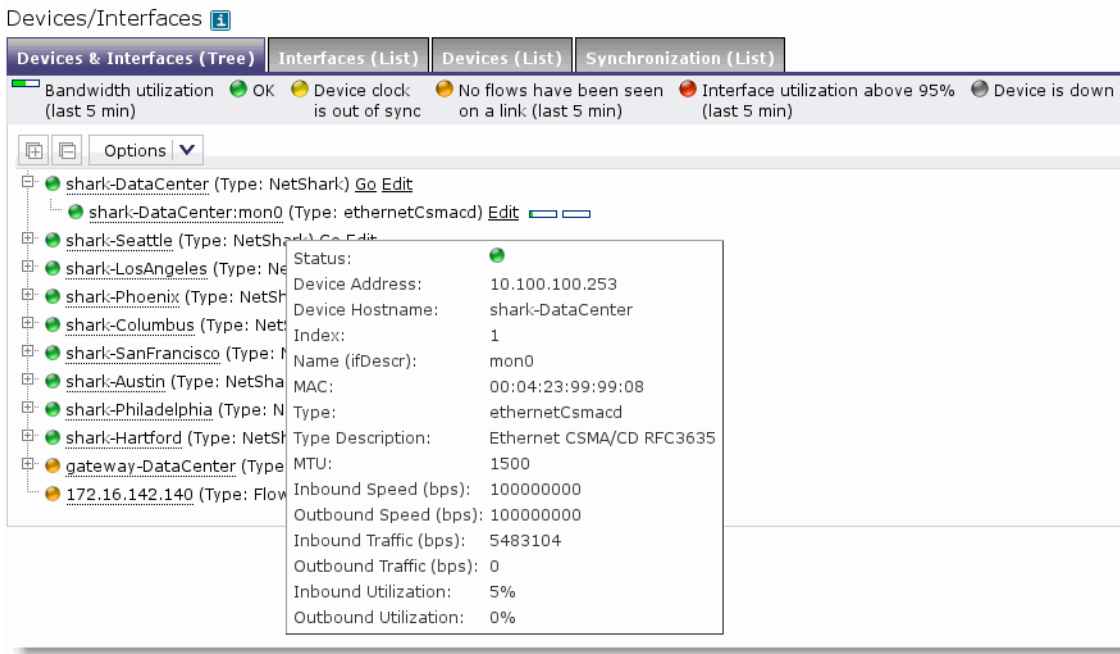 Devices/Interfaces i
Devices & Interfaces (Tree) Interfaces (List) Devices (List) Synchronization (List)
Bandwidth utilization OK Device clock No flows have been seen Interface utilization above 95% Device is down
(last 5 min) is out of sync on a link (last 5 min) (last 5 min)
Options
shark-DataCenter (Type: NetShark) Go Edit
shark-DataCenter:mon0 (Type: ethernetCsmacd) Edit
shark-Seattle (Type: NetShark) Go Edit
shark-LosAngeles (Type: Ne
shark-Phoenix (Type: NetSh
shark-Columbus (Type: Net
shark-SanFrancisco (Type:
shark-Austin (Type: NetSha
shark-Philadelphia (Type: N
shark-Hartford (Type: NetSh
gateway-DataCenter (Type
172.16.142.140 (Type: Flow
Status:
Device Address: 10.100.100.253
Device Hostname: shark-DataCenter
Index: 1
Name (ifDescr): mon0
MAC: 00:04:23:99:99:08
Type: ethernetCsmacd
Type Description: Ethernet CSMA/CD RFC3635
MTU: 1500
Inbound Speed (bps): 100000000
Outbound Speed (bps): 100000000
Inbound Traffic (bps): 5483104
Outbound Traffic (bps): 0
Inbound Utilization: 5%
Outbound Utilization: 0%